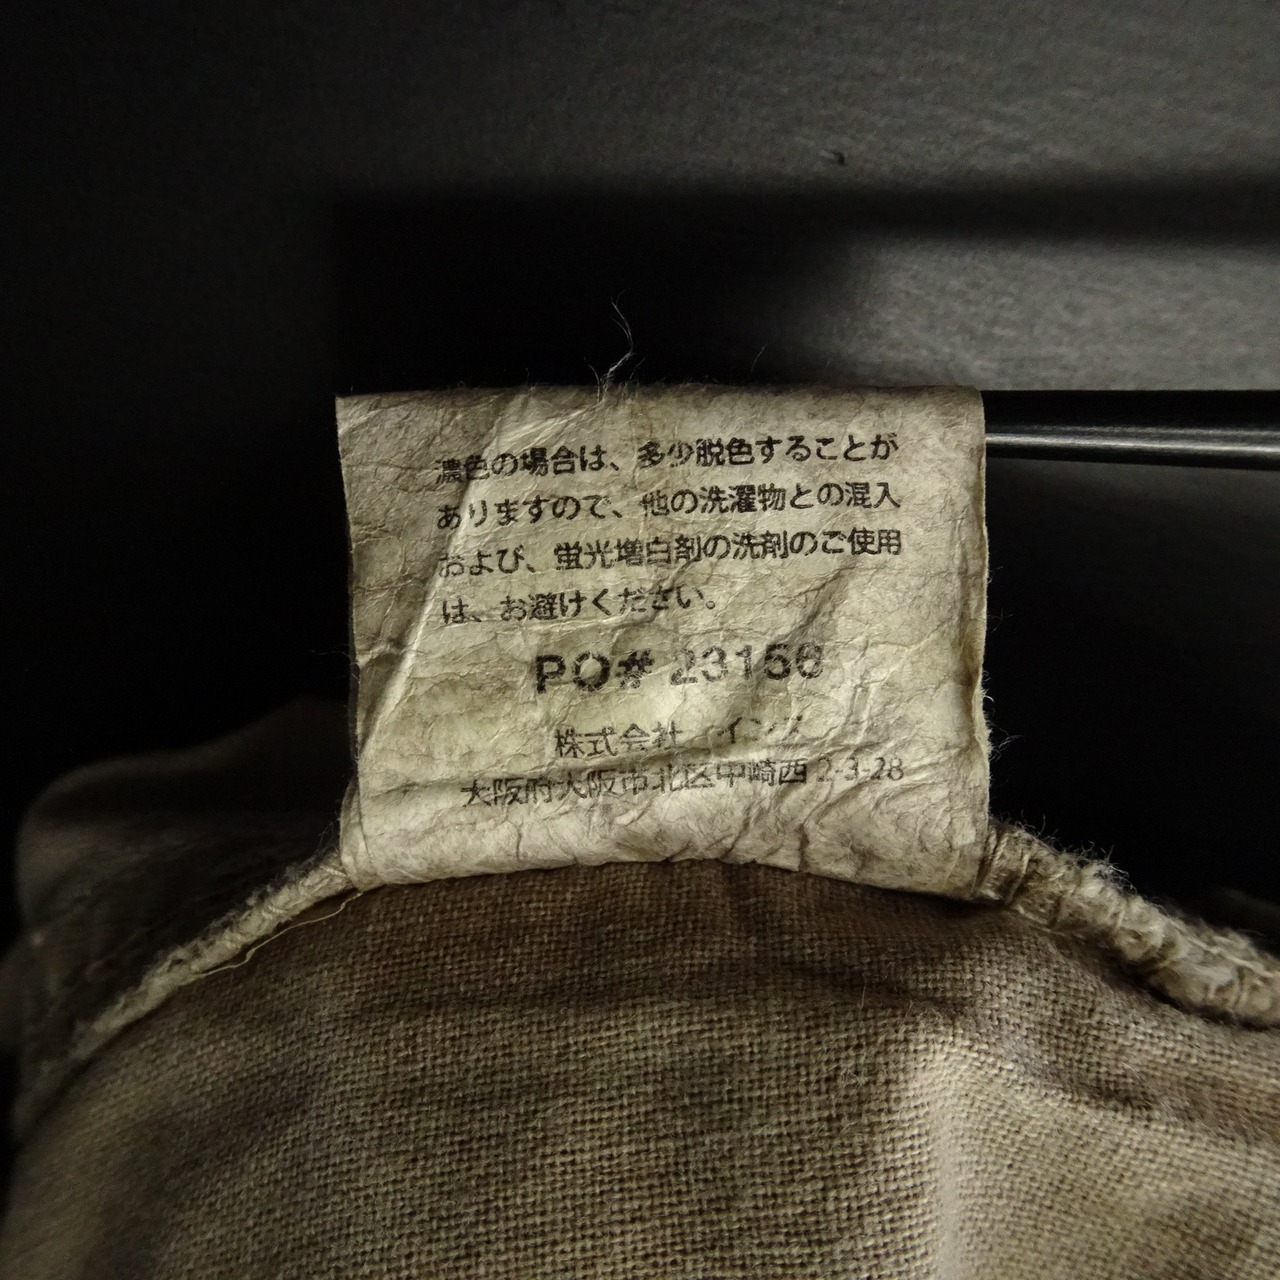 濃色の場合は、多少脱色することが
ありますので、他の洗濯物との混入
および、蛍光増白剤の洗剤のご使用
は、お避けください。
PO# 23156
株式会社
大阪府大阪市北区中崎西 2-3-28